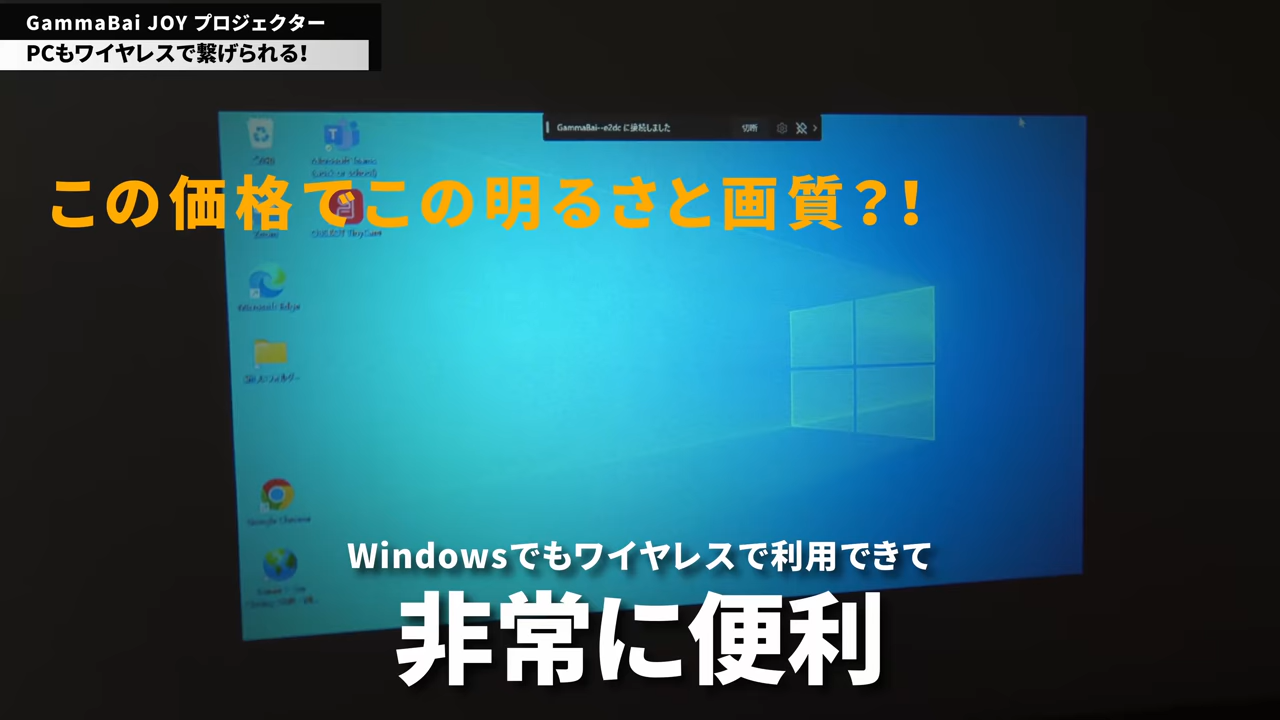 GammaBai JOY プロジェクター
PCもワイヤレスで繋げられる!
GammaBai--e2dc に接続しました
切断
この価格でこの明るさと画質?!
Microsoft Edge
Google Chrome
Windowsでもワイヤレスで利用できて
非常に便利